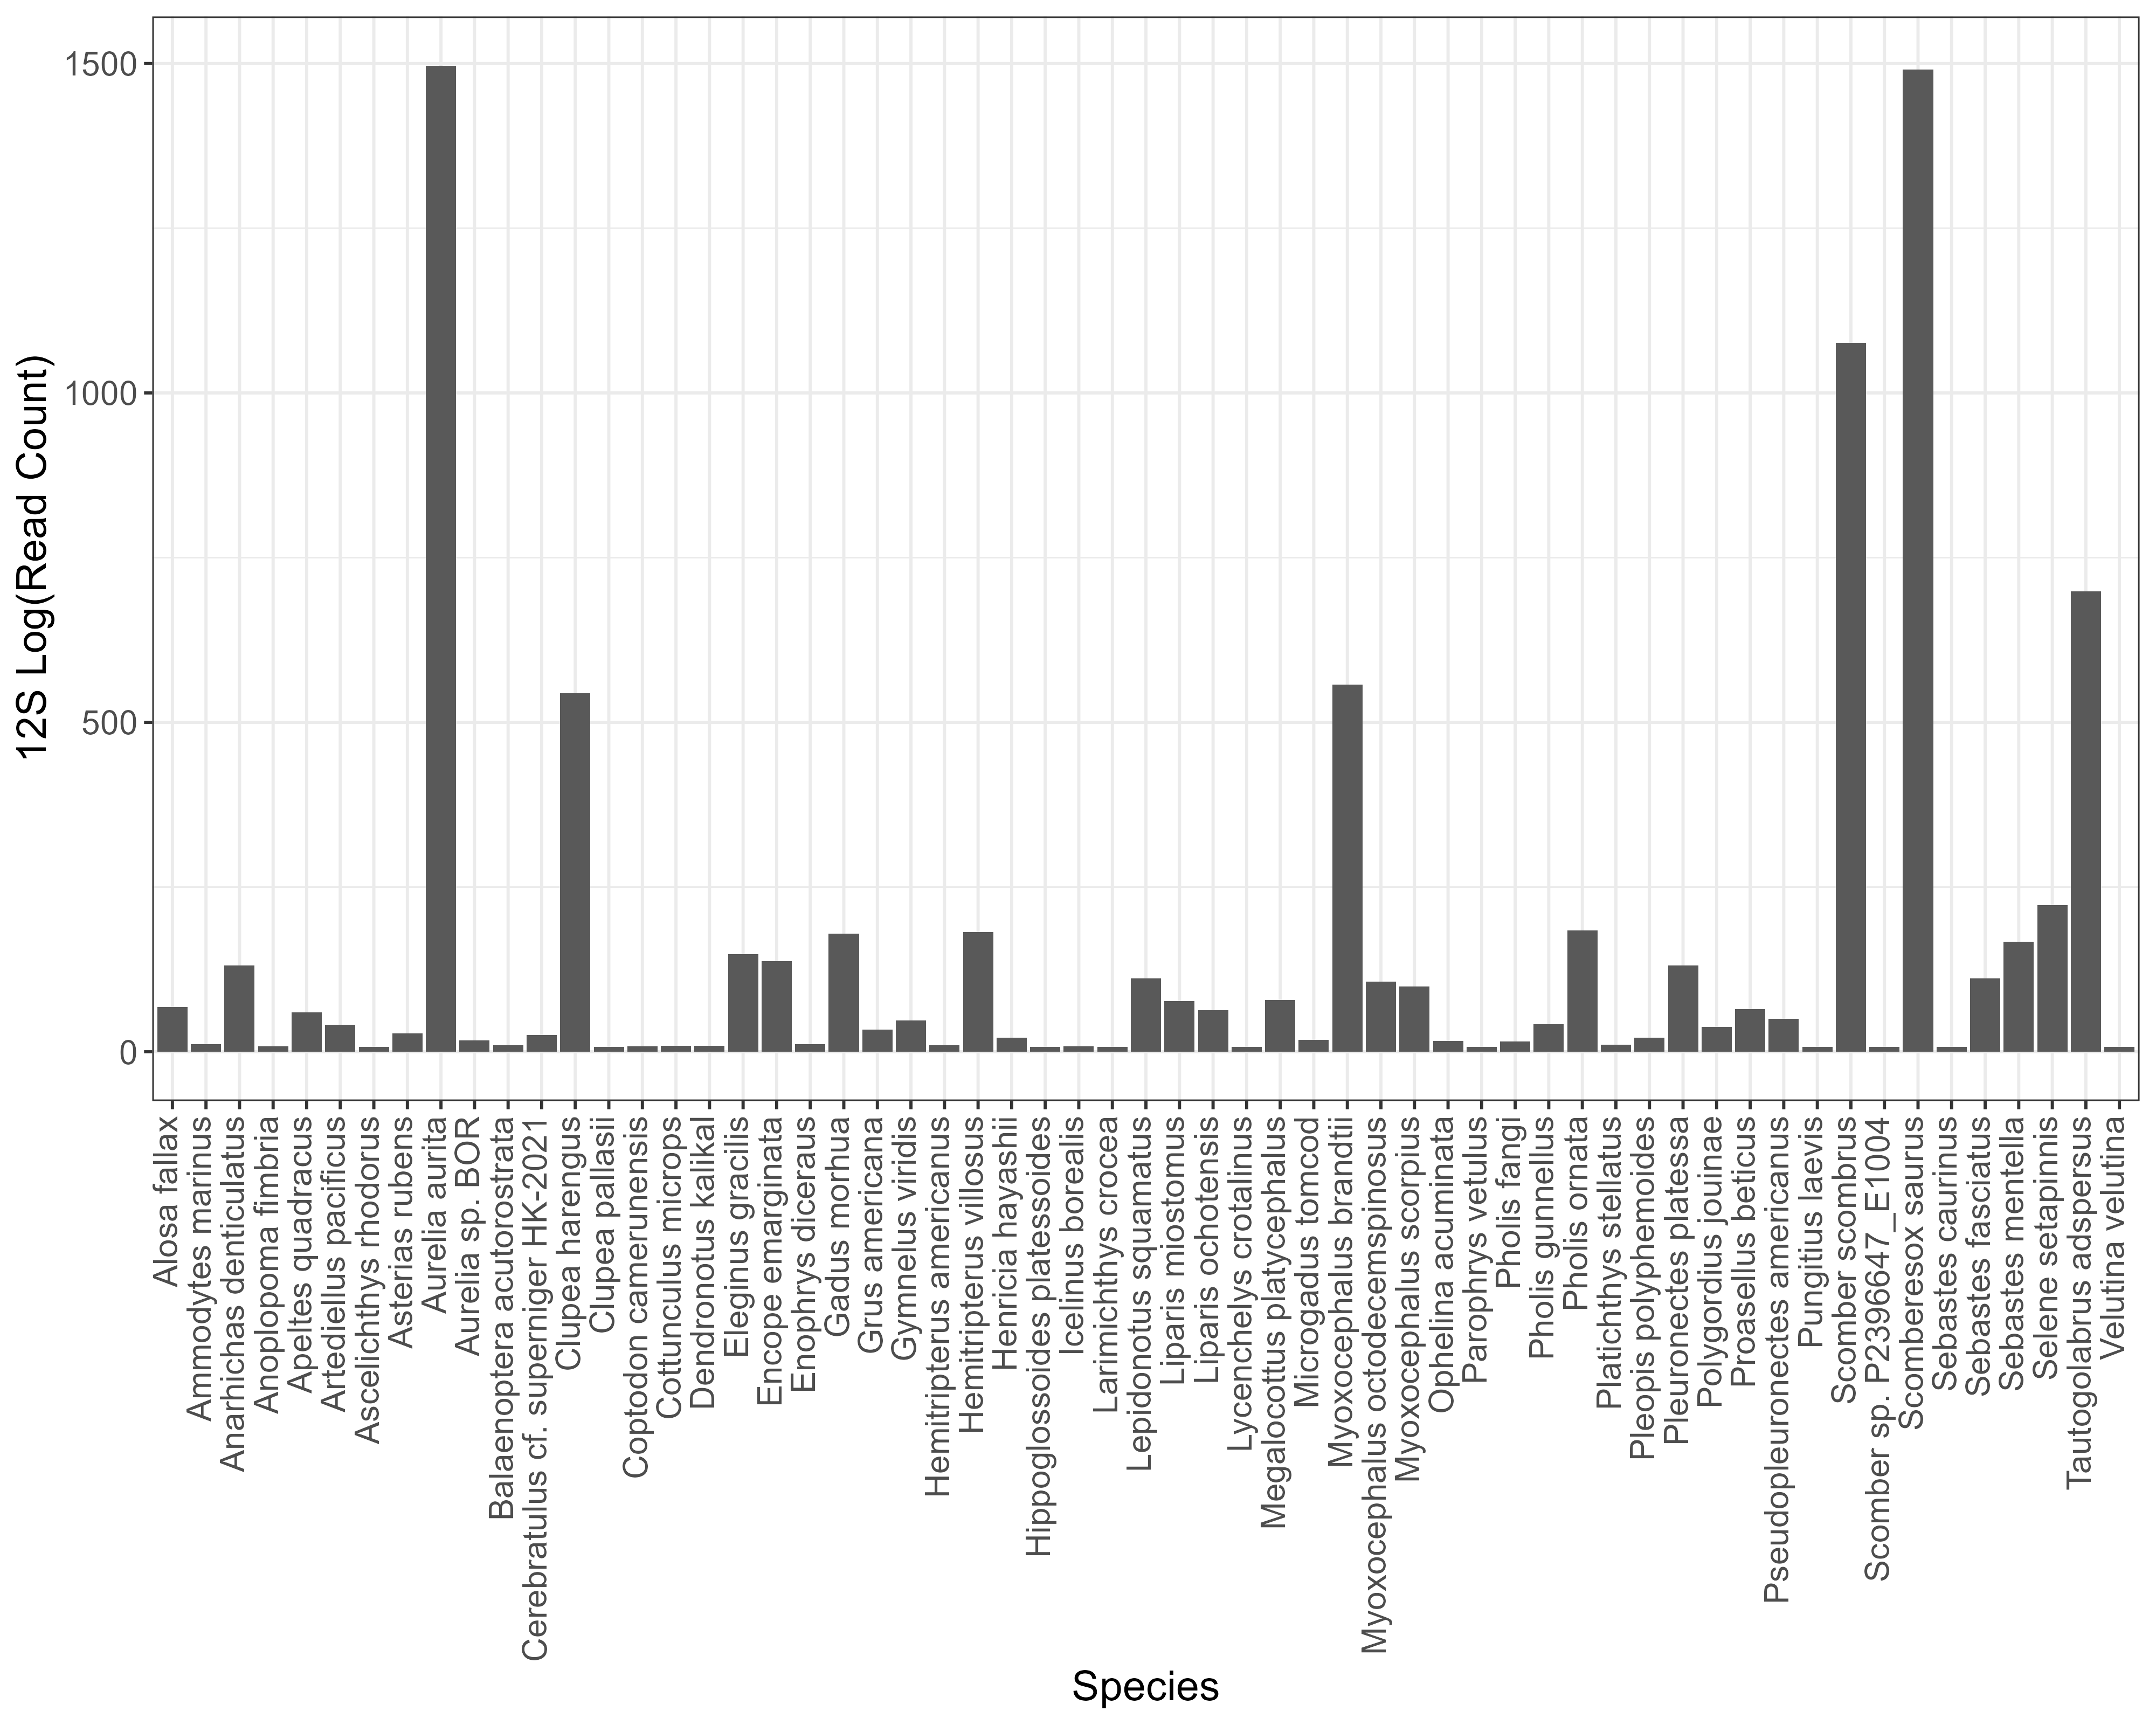 12S Log(Read Count)
1500
1000
500
0
Alosa fallax
Ammodytes marinus
Anarhichas denticulatus
Anoplopoma fimbria
Apeltes quadracus
Artediellus pacificus
Ascelichthys rhodorus
Asterias rubens
Aurelia aurita
Aurelia sp. BOR
Balaenoptera acutorostrata
Cerebratulus cf. superniger HK-2021
Clupea harengus
Clupea pallasii
Coptodon camerunensis
Cottunculus microps
Dendronotus kalikal
Eleginus gracilis
Encope emarginata
Enophrys diceraus
Gadus morhua
Grus americana
Gymnelus viridis
Hemitripterus americanus
Hemitripterus villosus
Henricia hayashii
Hippoglossoides platessoides
Icelinus borealis
Larimichthys crocea
Lepidonotus squamatus
Liparis miostomus
Liparis ochotensis
Lycenchelys crotalinus
Megalocottus platycephalus
Microgadus tomcod
Myoxocephalus brandtii
Myoxocephalus octodecemspinosus
Myoxocephalus scorpius
Ophelina acuminata
Parophrys vetulus
Pholis fangi
Pholis gunnellus
Pholis ornata
Platichthys stellatus
Pleopis polyphemoides
Pleuronectes platessa
Polygordius jouinae
Proasellus beticus
Pseudopleuronectes americanus
Pungitius laevis
Scomber scombrus
Scomber sp. P2396647_E1004
Scomberesox saurus
Sebastes caurinus
Sebastes fasciatus
Sebastes mentella
Selene setapinnis
Tautogolabrus adspersus
Velutina velutina
Species